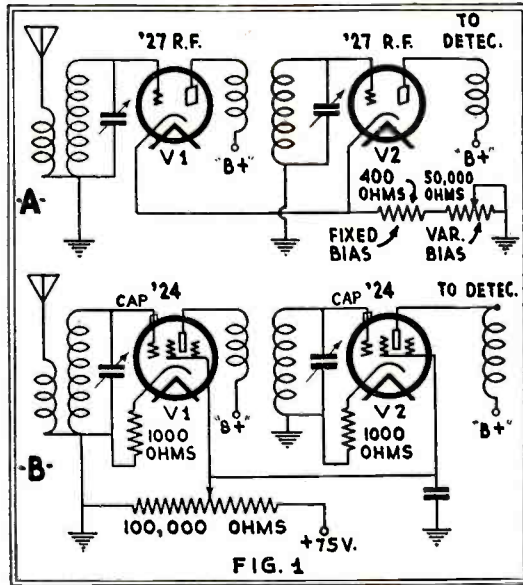 '27 R.F.
'27 R.F.
TO
DETEC.
V1
"B+"
V2
"B+"
-A-
400
OHMS
50,000
OHMS
FIXED
BIAS
VAR.
BIAS
CAP
'24
CAP
'24
TO DETEC.
V1
"B+"
V2
"B+"
1000
OHMS
1000
OHMS
-B-
100,000 OHMS
+75V.
FIG. 1